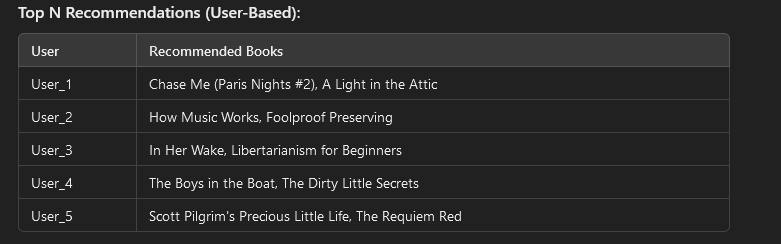 Top N Recommendations (User-Based):
User Recommended Books
User_1 Chase Me (Paris Nights #2), A Light in the Attic
User_2 How Music Works, Foolproof Preserving
User_3 In Her Wake, Libertarianism for Beginners
User_4 The Boys in the Boat, The Dirty Little Secrets
User_5 Scott Pilgrim's Precious Little Life, The Requiem Red